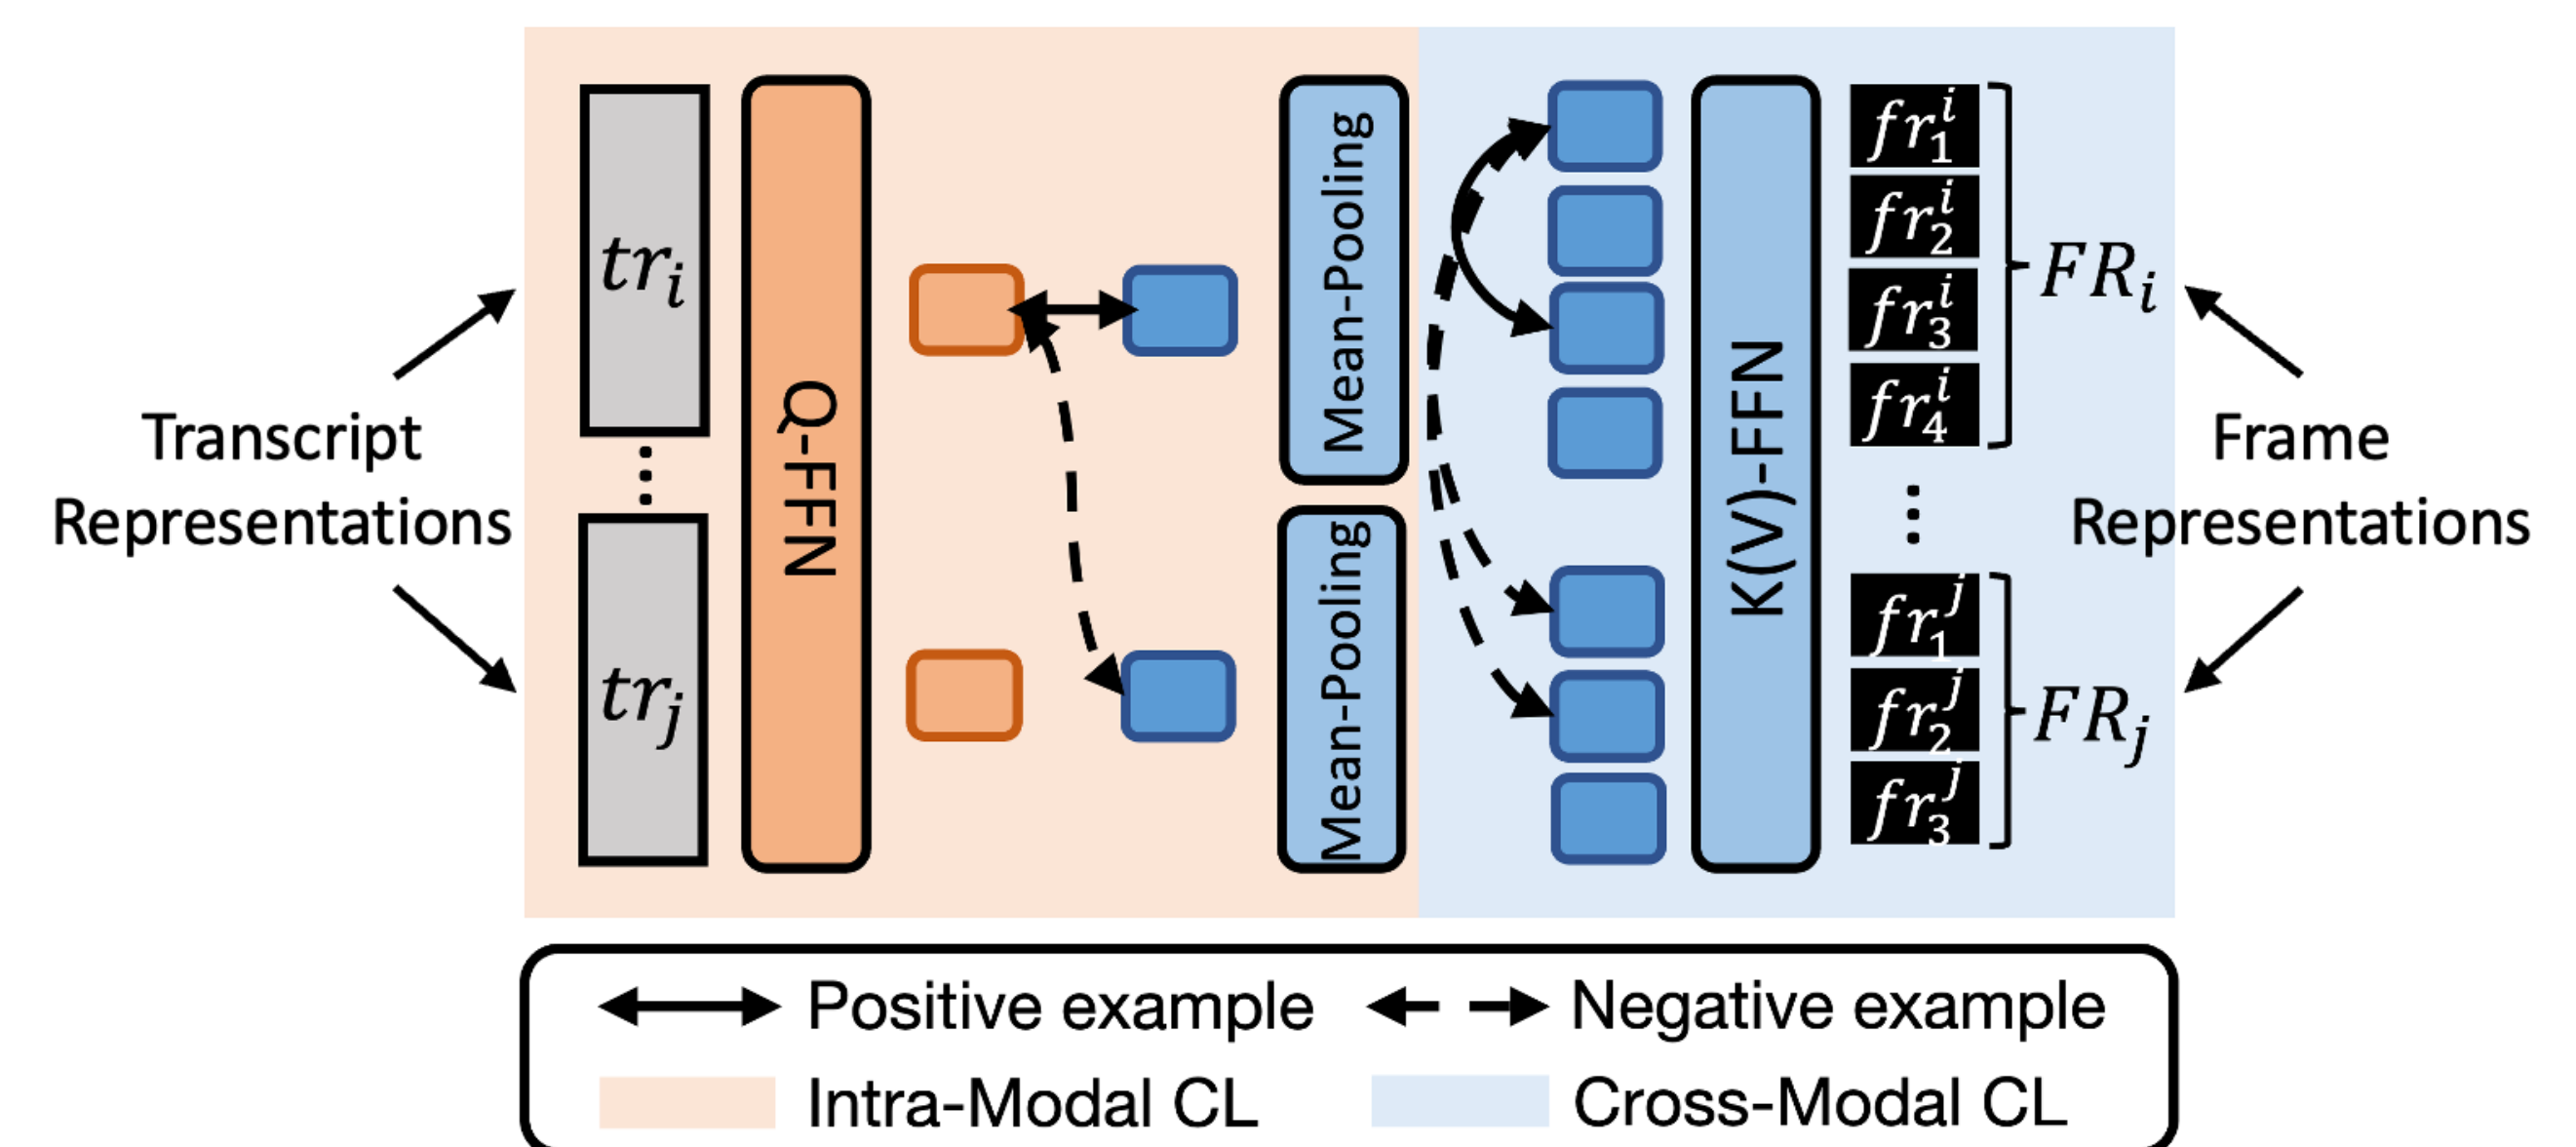 Transcript
Representations
tr_i
⋮
tr_j
Q-FFN
Mean-Pooling
Mean-Pooling
K(V)-FFN
fr_1^i
fr_2^i
fr_3^i
fr_4^i
⋮
fr_1^j
fr_2^j
fr_3^j
FR_i
FR_j
Frame
Representations
Positive example
Negative example
Intra-Modal CL
Cross-Modal CL